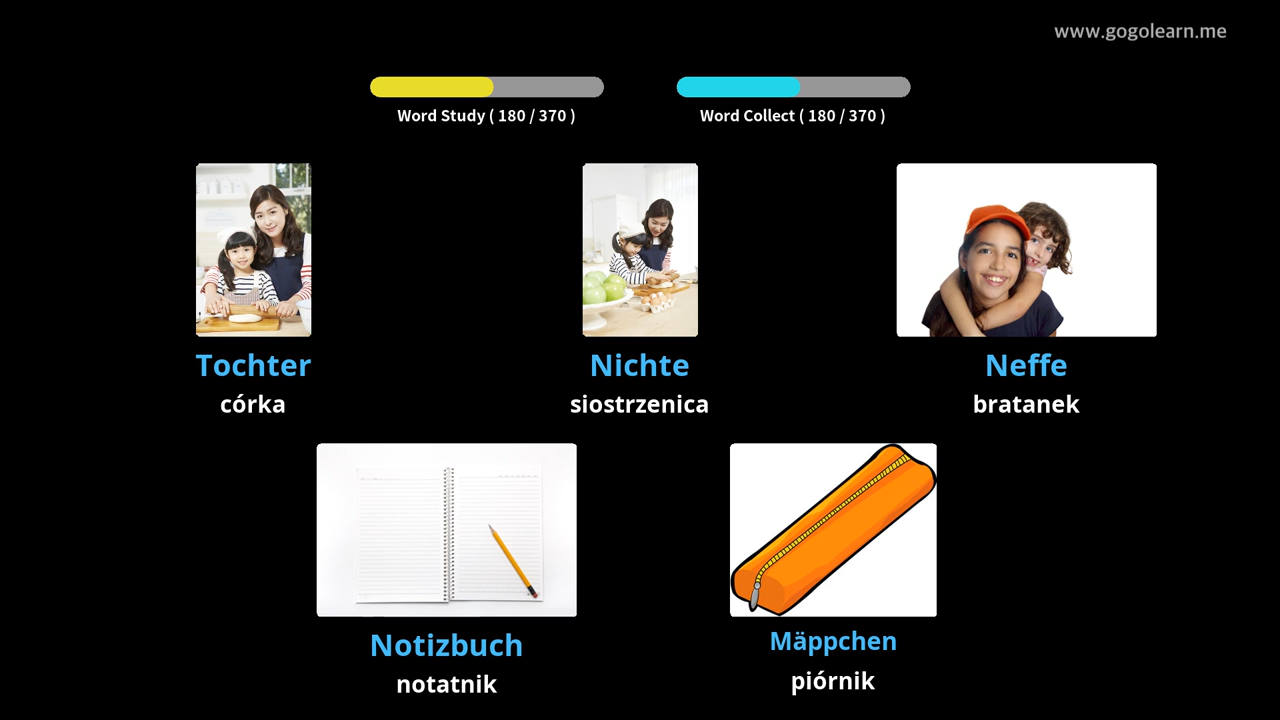 www.gogolearn.me
Word Study ( 180 / 370 )
Word Collect ( 180 / 370 )
Tochter
córka
Nichte
siostrzenica
Neffe
bratanek
Notizbuch
notatnik
Mäppchen
piórnik